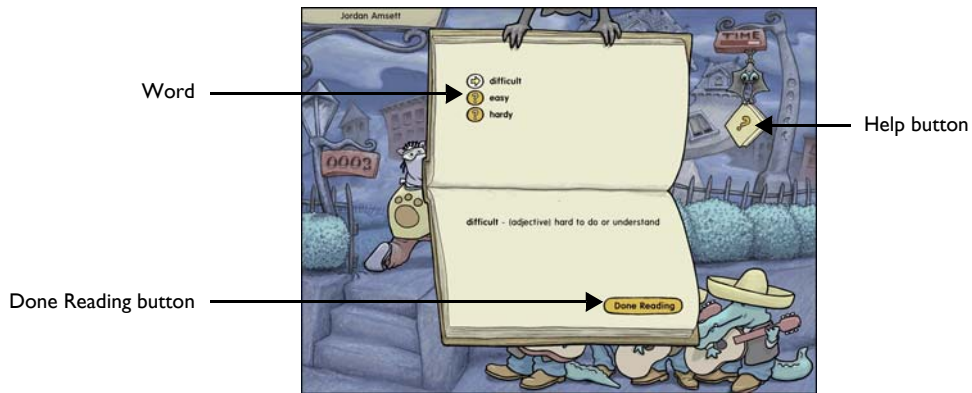 Jordan Amsett
TIME
difficult
Word
easy
Help button
?
hardy
0003
difficult - (adjective) hard to do or understand
Done Reading button
Done Reading